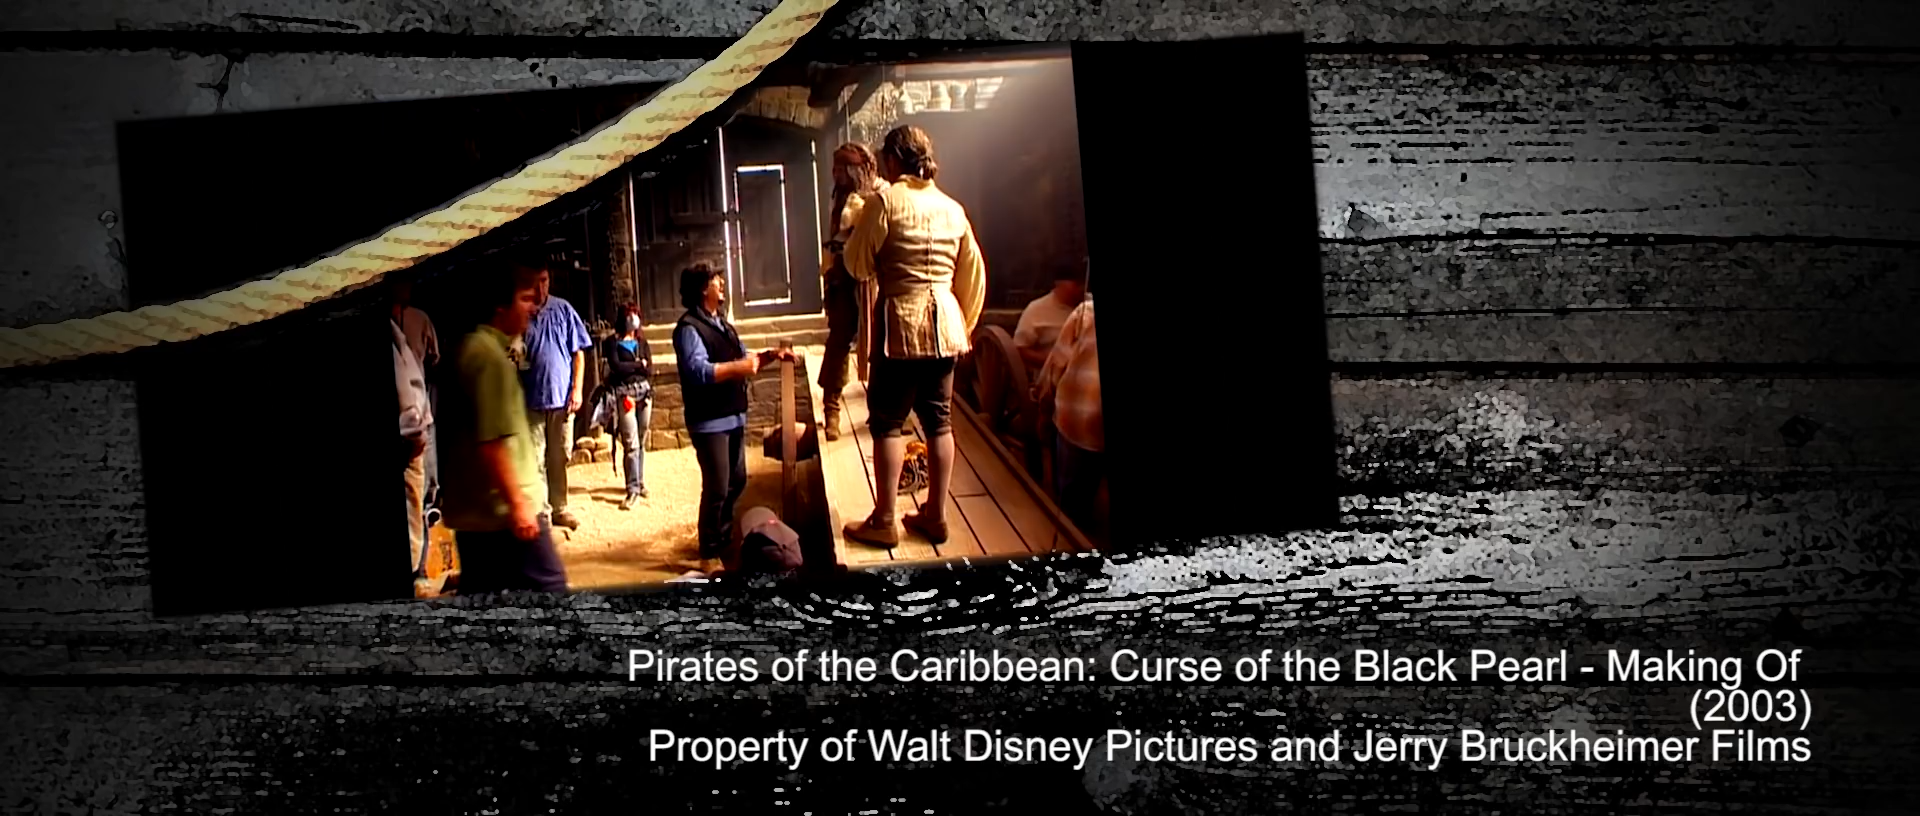 Pirates of the Caribbean: Curse of the Black Pearl - Making Of
(2003)
Property of Walt Disney Pictures and Jerry Bruckheimer Films